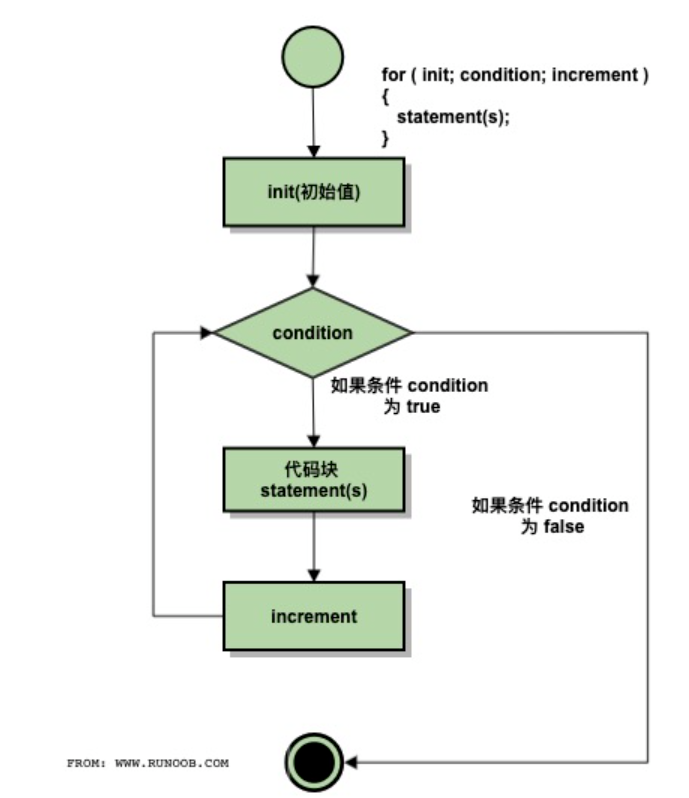 for ( init; condition; increment )
{
statement(s);
}
init(初始值)
condition
如果条件 condition
为 true
代码块
statement(s)
如果条件 condition
为 false
increment
FROM: WWW.RUNOOB.COM